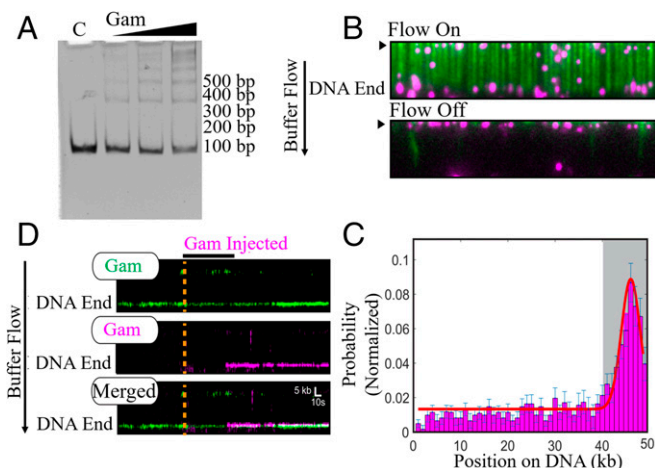 A
C Gam
500 bp
400 bp
300 bp
200 bp
100 bp
Buffer Flow
B
Flow On
DNA End
Flow Off
D
Gam Injected
Gam
DNA End
Gam
DNA End
Merged
5 kb
10s
DNA End
Buffer Flow
C
0.1
0.08
0.06
0.04
0.02
0
0 10 20 30 40 50
Probability
(Normalized)
Position on DNA (kb)